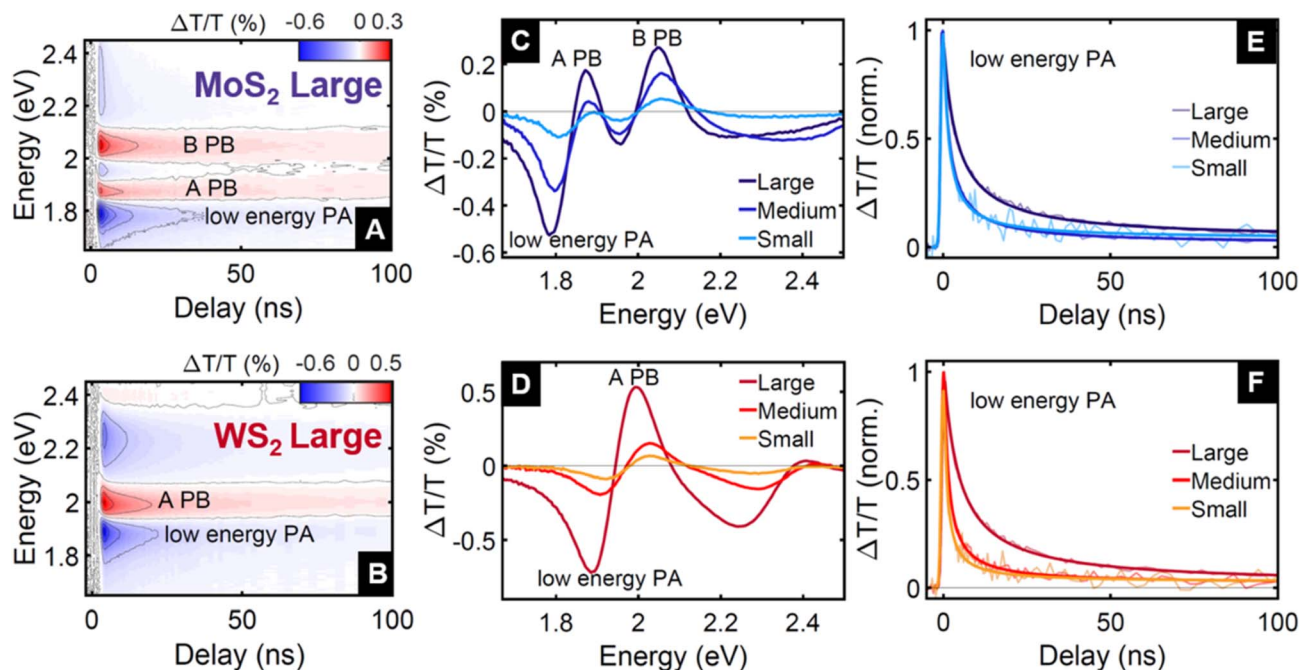 ΔT/T (%) -0.6 0 0.3
2.4
2.2
2
1.8
Energy (eV)
MoS₂ Large
B PB
A PB
low energy PA
A
0 50 100
Delay (ns)
C
B PB
A PB
0.2
0
-0.2
-0.4
-0.6
ΔT/T (%)
Large
Medium
Small
low energy PA
1.8 2 2.2 2.4
Energy (eV)
E
low energy PA
1
0.5
0
ΔT/T (norm.)
Large
Medium
Small
0 50 100
Delay (ns)
ΔT/T (%) -0.6 0 0.5
2.4
2.2
2
1.8
Energy (eV)
WS₂ Large
A PB
low energy PA
B
0 50 100
Delay (ns)
D
A PB
0.5
0
-0.5
ΔT/T (%)
Large
Medium
Small
low energy PA
1.8 2 2.2 2.4
Energy (eV)
F
low energy PA
1
0.5
0
ΔT/T (norm.)
Large
Medium
Small
0 50 100
Delay (ns)